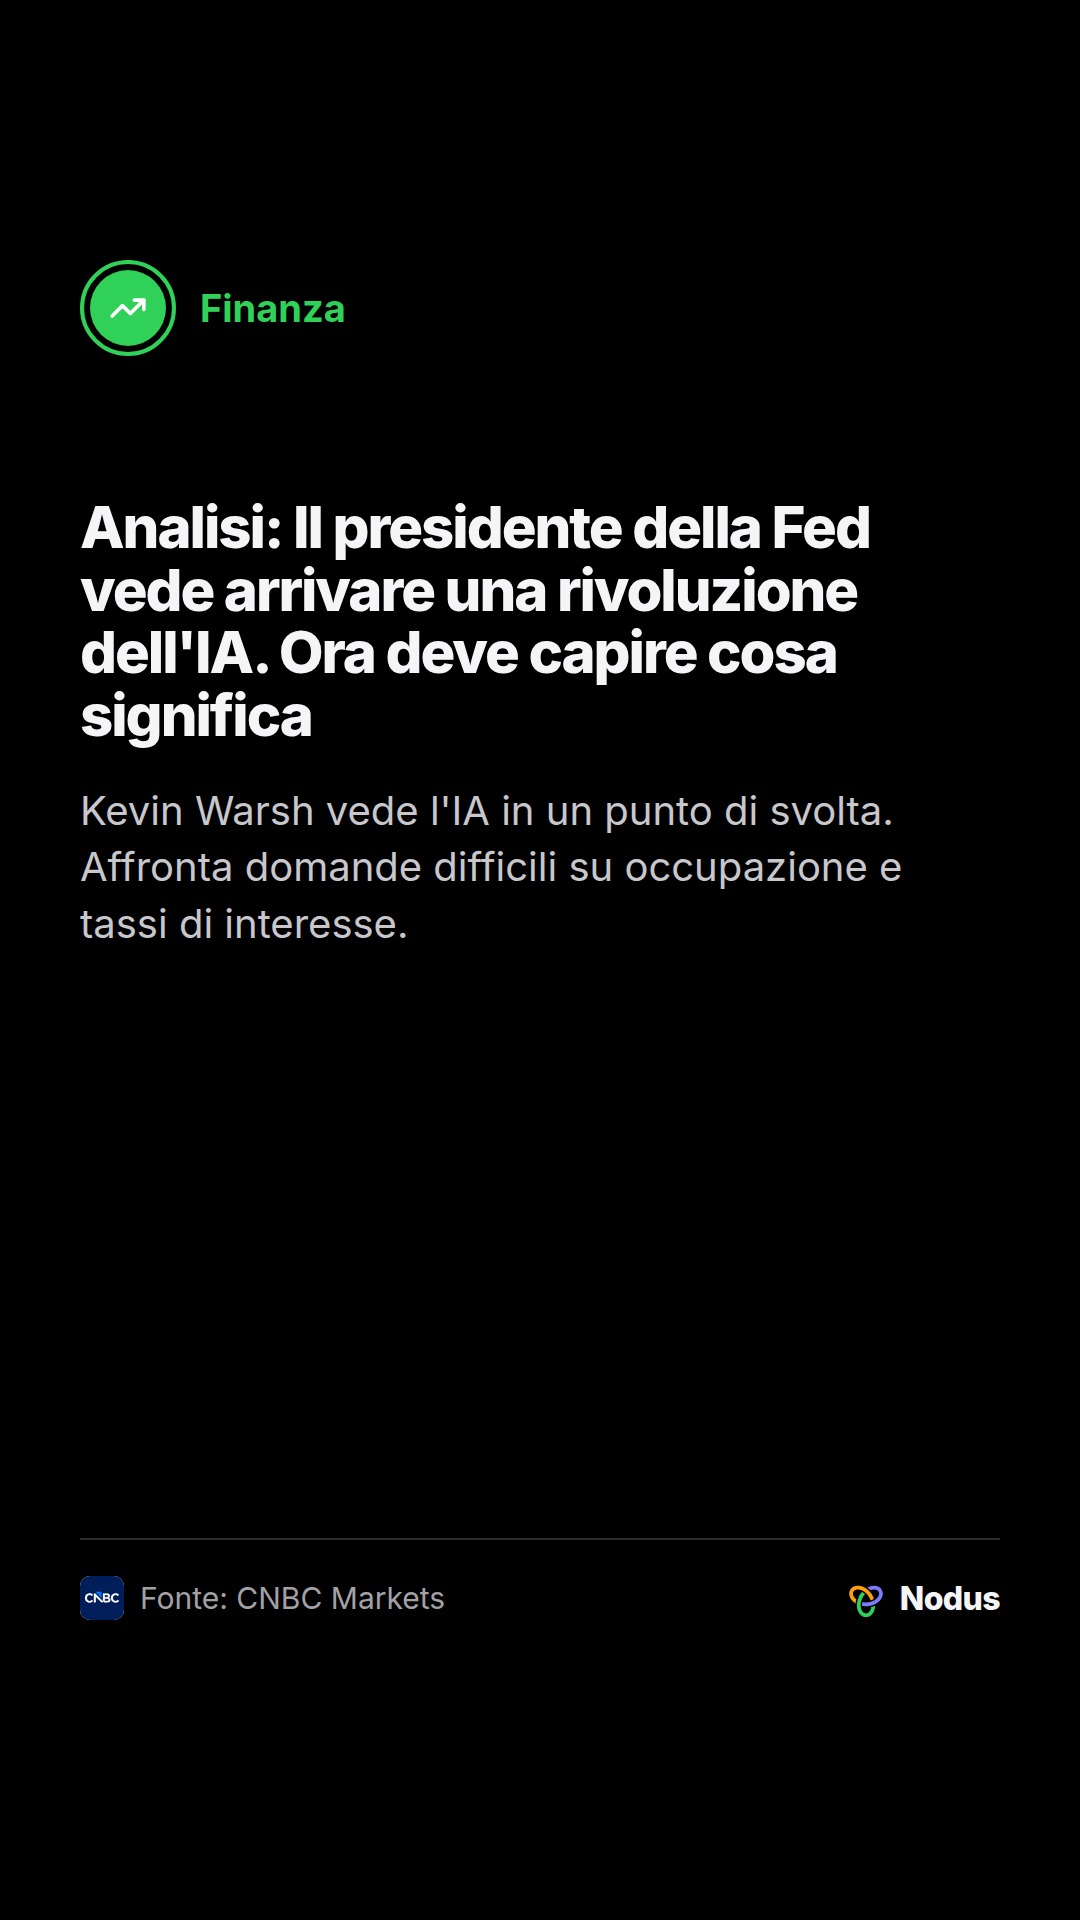 Finanza
Analisi: Il presidente della Fed
vede arrivare una rivoluzione
dell'IA. Ora deve capire cosa
significa
Kevin Warsh vede l'IA in un punto di svolta.
Affronta domande difficili su occupazione e
tassi di interesse.
CNBC Fonte: CNBC Markets
Nodus